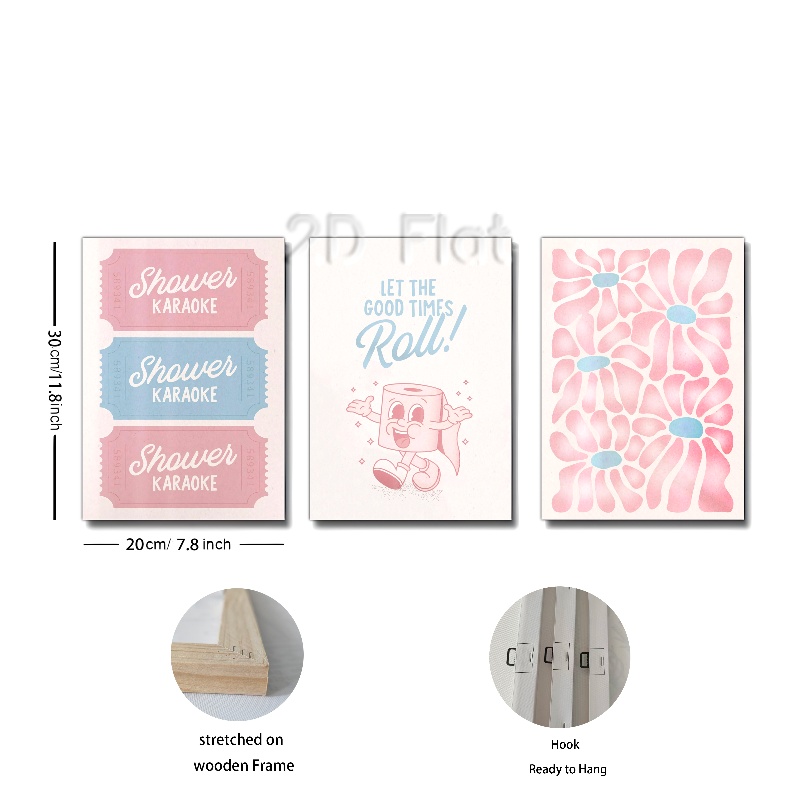 2D Flat
Shower
KARAOKE
Shower
KARAOKE
Shower
KARAOKE
LET THE
GOOD TIMES
Roll!
30cm/11.8inch
20cm/ 7.8 inch
stretched on
wooden Frame
Hook
Ready to Hang